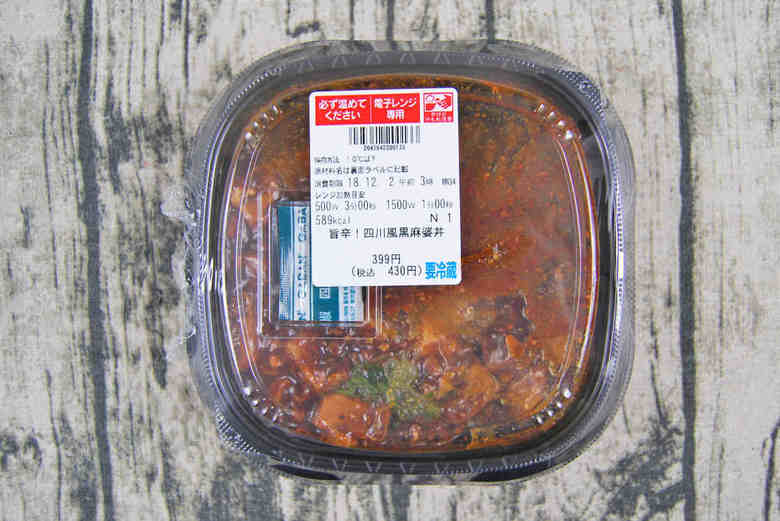 必ず温めて
ください
電子レンジ
専用
保存方法 10℃以下
原材料名は裏面ラベルに記載
消費期限 18.12. 2 午前 3時
レンジ加熱目安
500W 3分00秒 1500W 1分00秒
589kcal N 1
旨辛!四川風黒麻婆丼
399円
(税込 430円) 要冷蔵